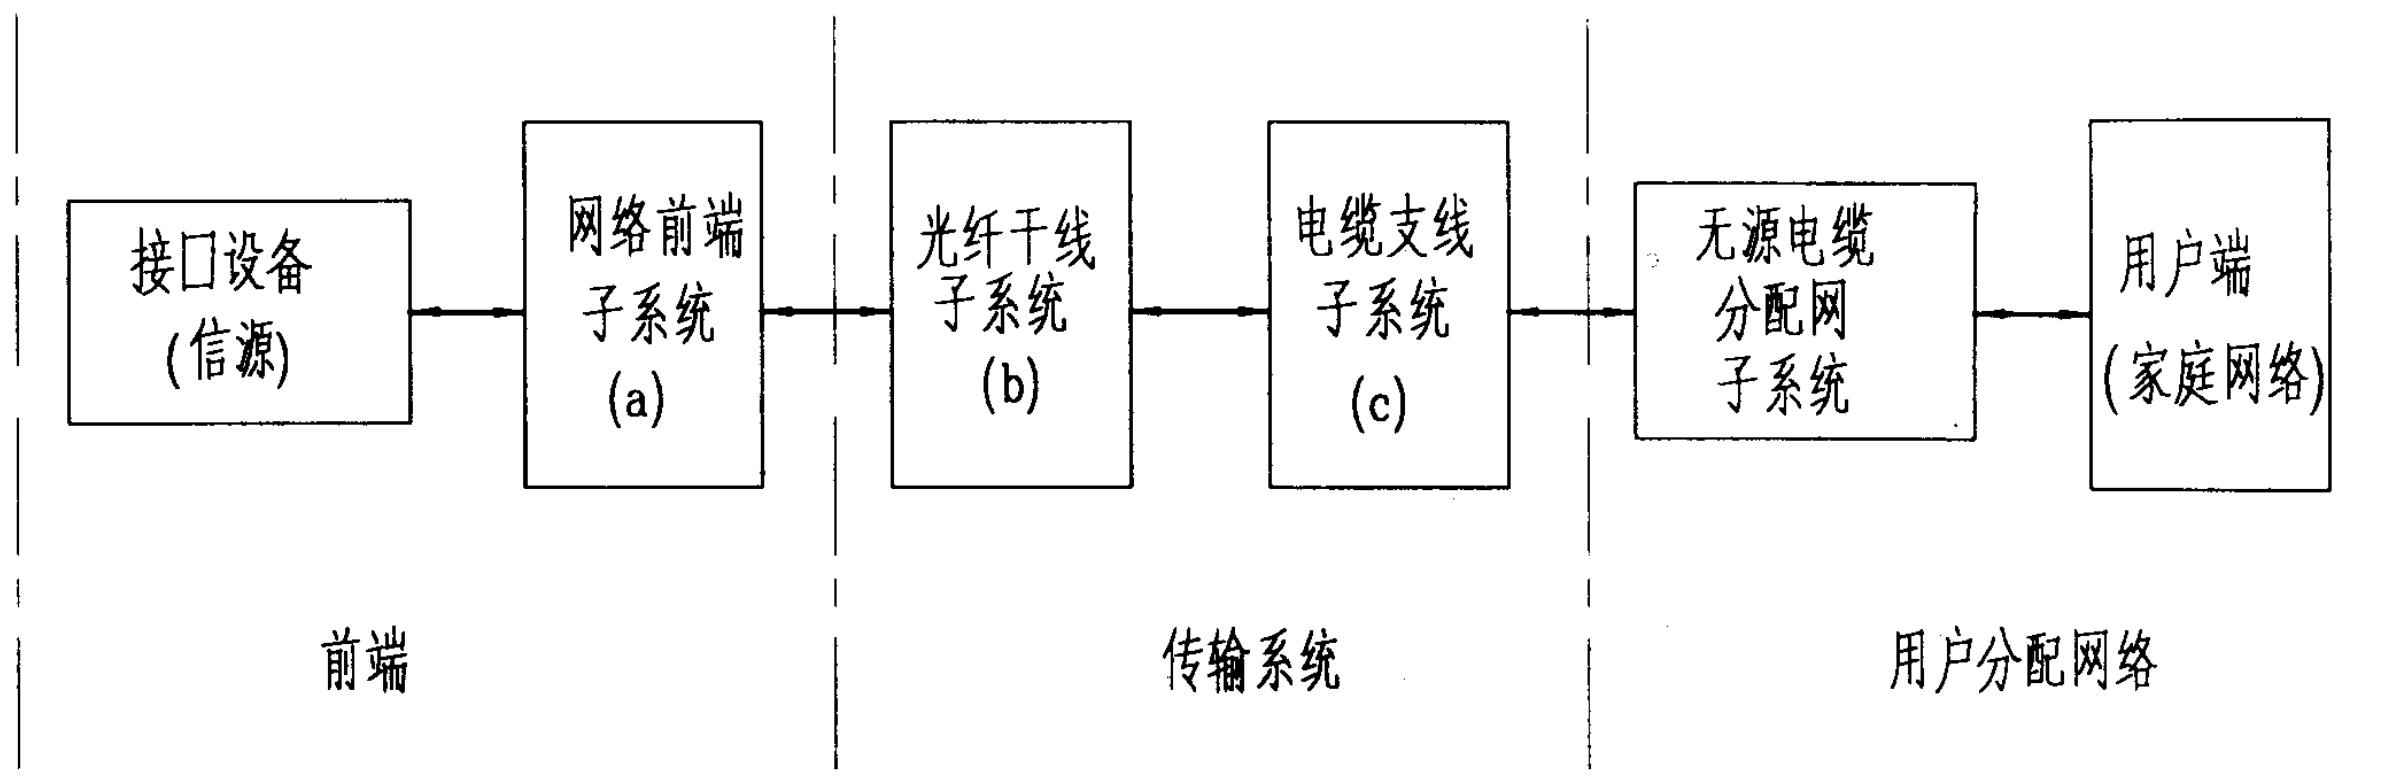 接口设备
(信源)
网络前端
子系统
(a)
光纤干线
子系统
(b)
电缆支线
子系统
(c)
无源电缆
分配网
子系统
用户端
(家庭网络)
前端
传输系统
用户分配网络